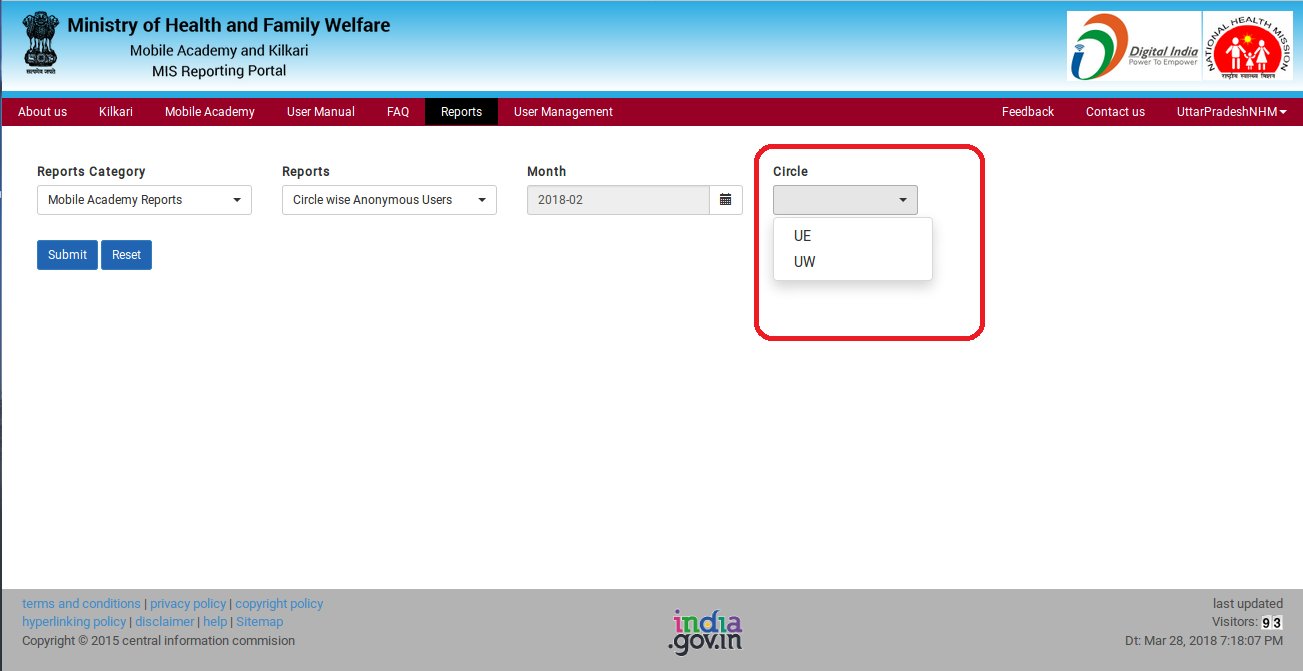 Ministry of Health and Family Welfare
Mobile Academy and Kilkari
MIS Reporting Portal
सत्यमेव जयते
Digital India
Power To Empower
NATIONAL HEALTH MISSION
राष्ट्रीय स्वास्थ्य मिशन
About us Kilkari Mobile Academy User Manual FAQ Reports User Management Feedback Contact us UttarPradeshNHM
Reports Category Reports Month Circle
Mobile Academy Reports Circle wise Anonymous Users 2018-02
UE
UW
Submit Reset
terms and conditions | privacy policy | copyright policy
hyperlinking policy | disclaimer | help | Sitemap
Copyright © 2015 central information commision
india
.gov.in
last updated
Visitors: 93
Dt: Mar 28, 2018 7:18:07 PM